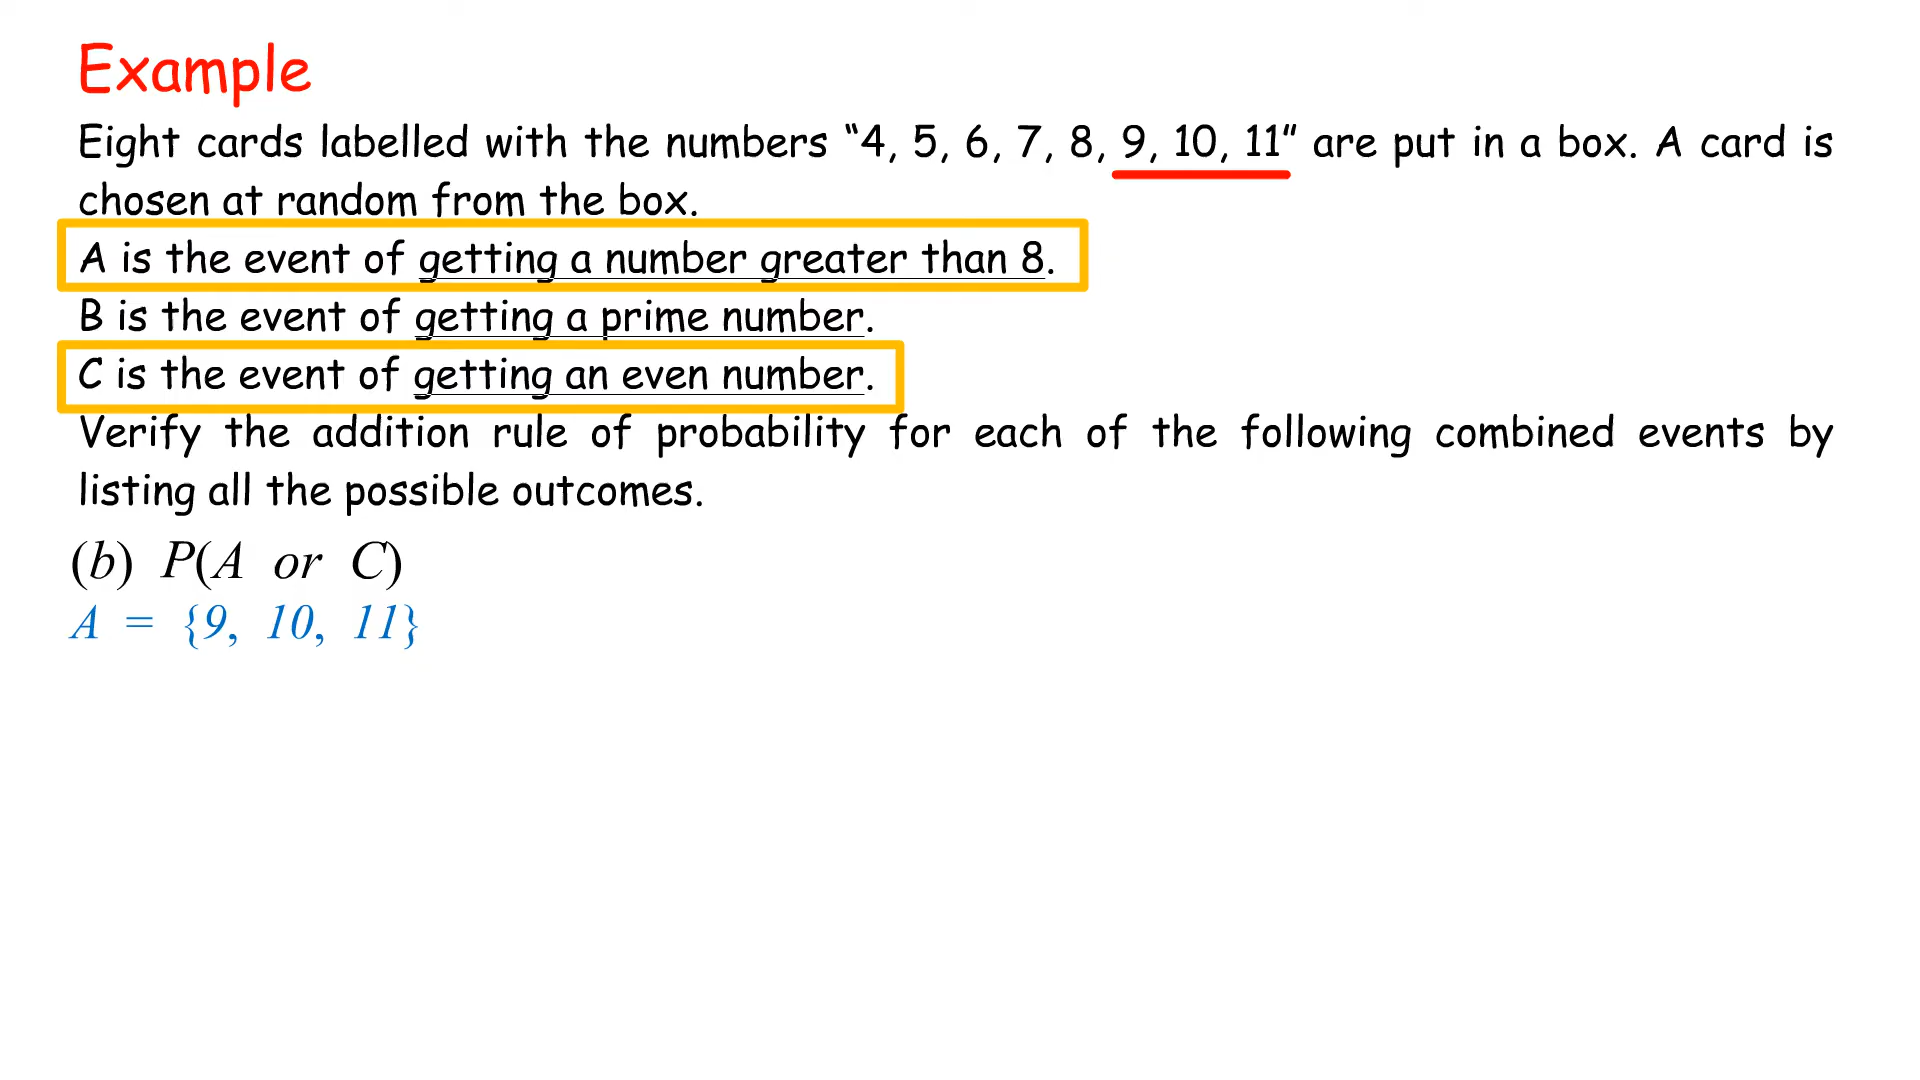 Example
Eight cards labelled with the numbers “4, 5, 6, 7, 8, 9, 10, 11” are put in a box. A card is
chosen at random from the box.
A is the event of getting a number greater than 8.
B is the event of getting a prime number.
C is the event of getting an even number.
Verify the addition rule of probability for each of the following combined events by
listing all the possible outcomes.
(b) P(A or C)
A = {9, 10, 11}